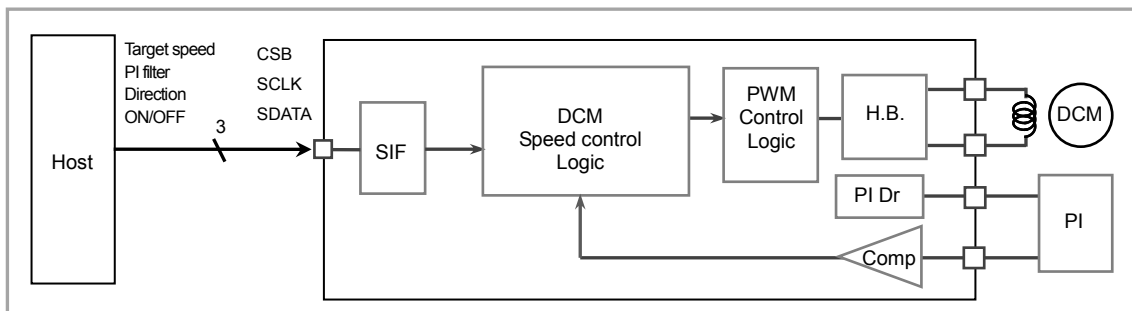 Host
Target speed
PI filter
Direction
ON/OFF
3
CSB
SCLK
SDATA
SIF
DCM
Speed control
Logic
PWM
Control
Logic
H.B.
DCM
PI Dr
PI
Comp